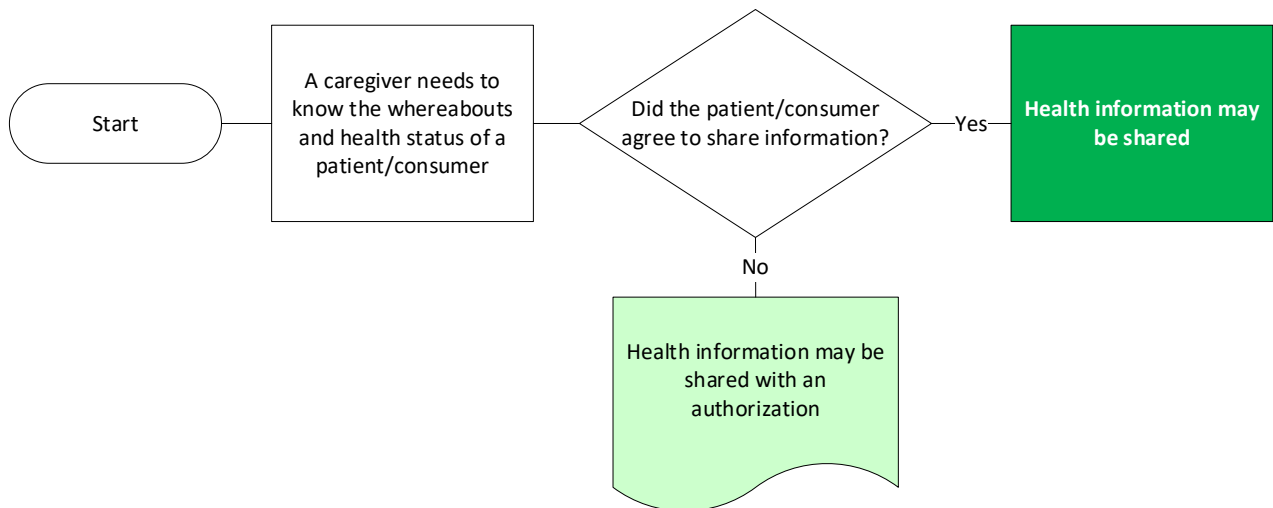 Start
A caregiver needs to
know the whereabouts
and health status of a
patient/consumer
Did the patient/consumer
agree to share information?
Yes
Health information may
be shared
No
Health information may be
shared with an
authorization